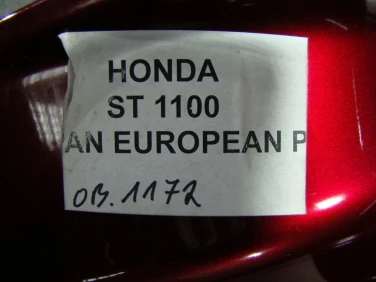 HONDA
ST 1100
AN EUROPEAN P
OB. 1172